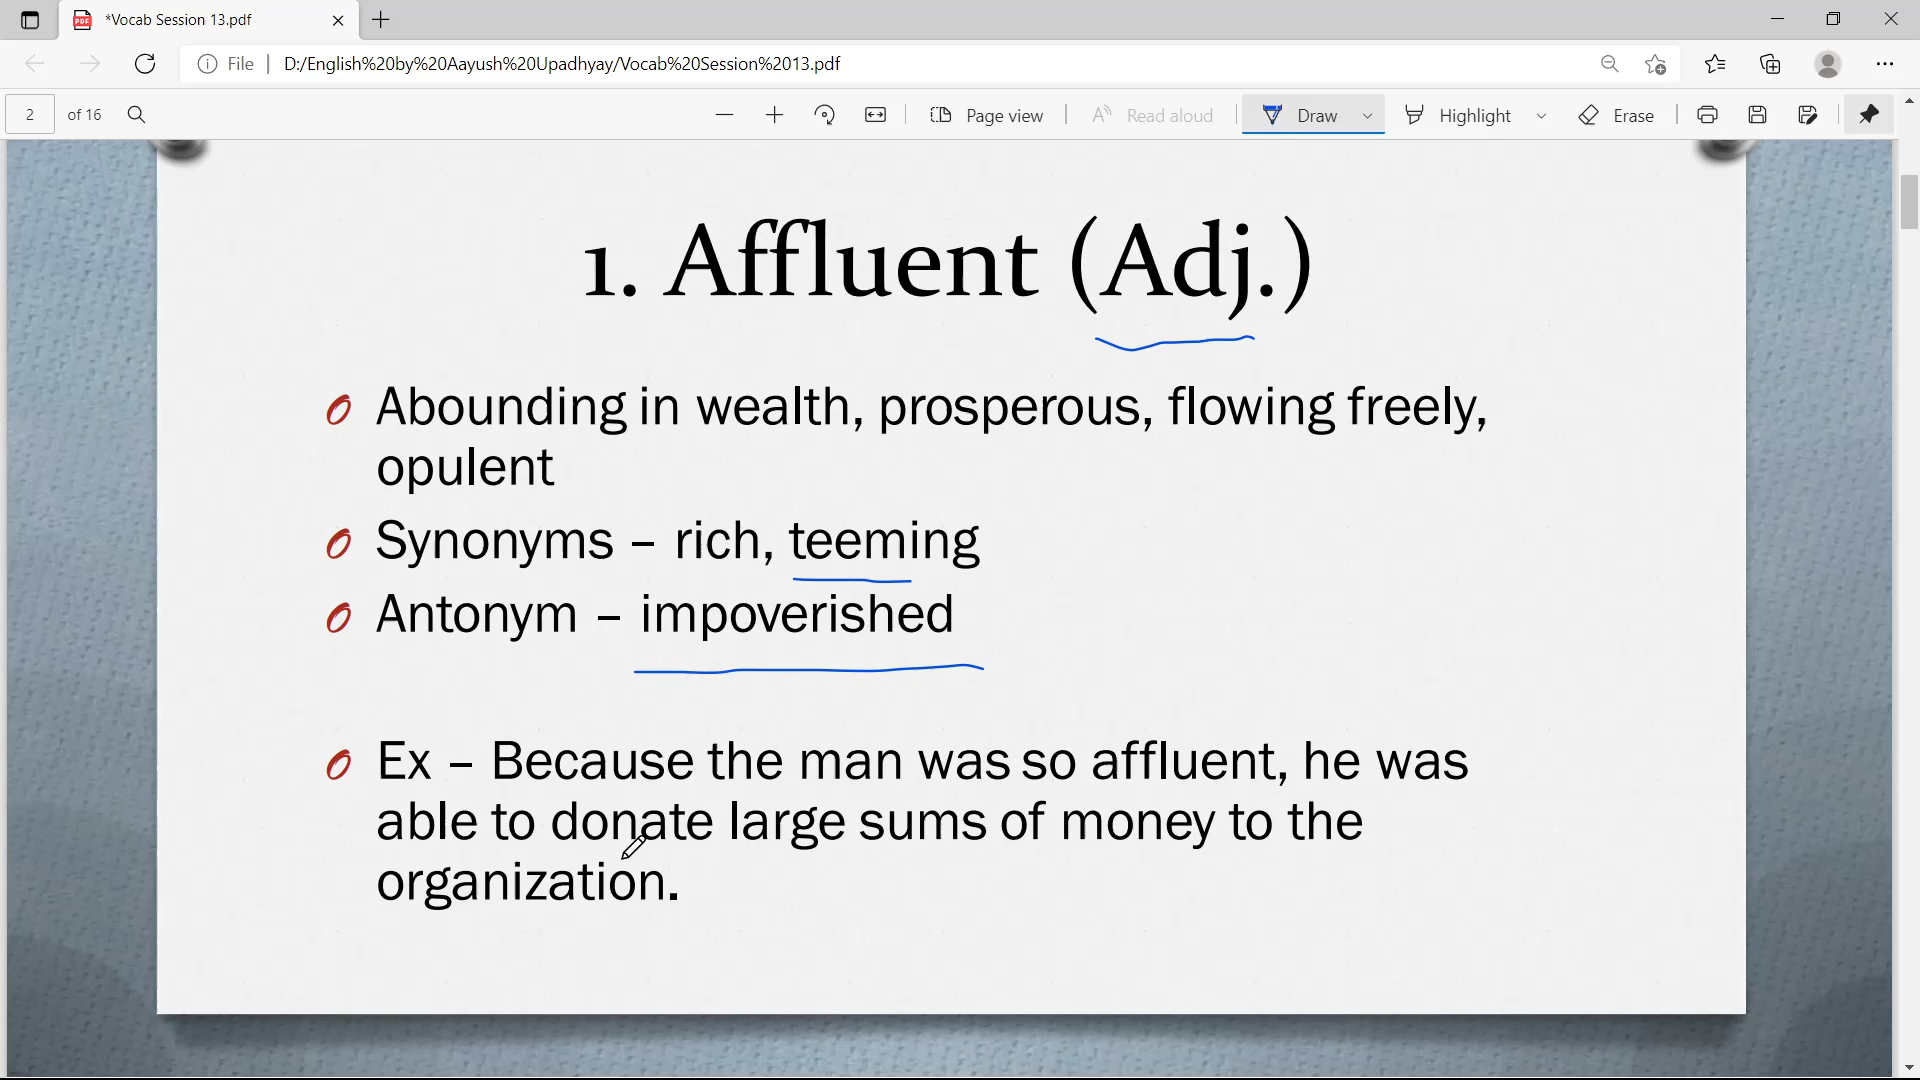 *Vocab Session 13.pdf
File
D:/English%20by%20Aayush%20Upadhyay/Vocab%20Session%2013.pdf
2 of 16
Page view
Read aloud
Draw
Highlight
Erase
1. Affluent (Adj.)
Abounding in wealth, prosperous, flowing freely,
opulent
Synonyms – rich, teeming
Antonym – impoverished
Ex – Because the man was so affluent, he was
able to donate large sums of money to the
organization.